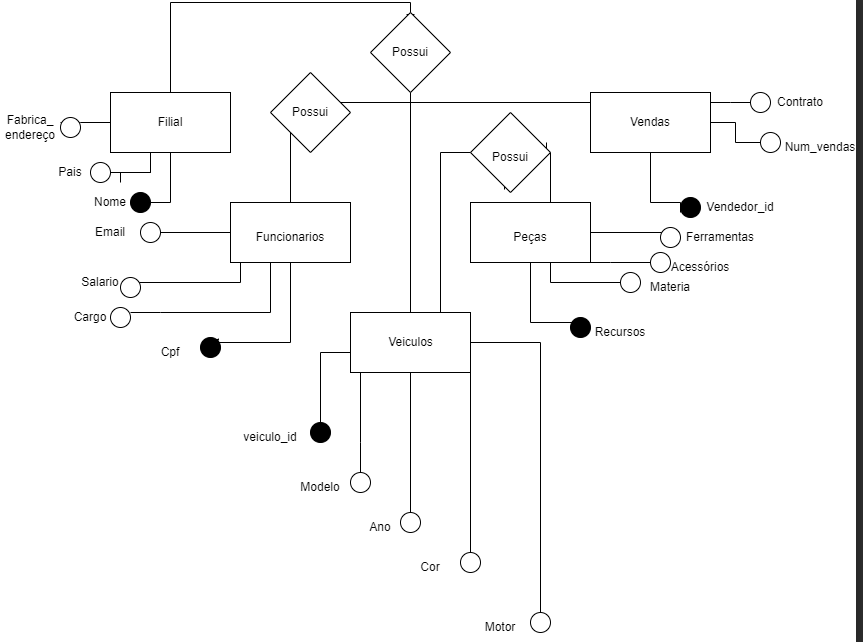 Possui
Possui
Contrato
Fabrica_
endereço
Filial
Vendas
Num_vendas
Possui
Pais
Nome
Vendedor_id
Email
Funcionarios
Peças
Ferramentas
Acessórios
Salario
Materia
Cargo
Recursos
Veiculos
Cpf
veiculo_id
Modelo
Ano
Cor
Motor